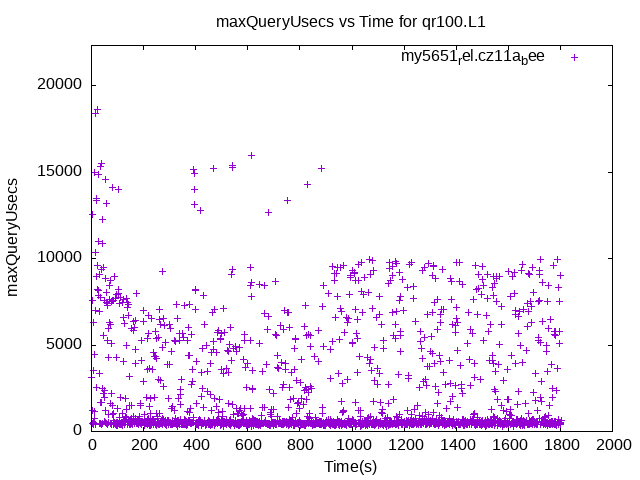 maxQueryUsecs vs Time for qr100.L1
my5651rel.cz11abee
20000
15000
10000
5000
0
maxQueryUsecs
0 200 400 600 800 1000 1200 1400 1600 1800 2000
Time(s)